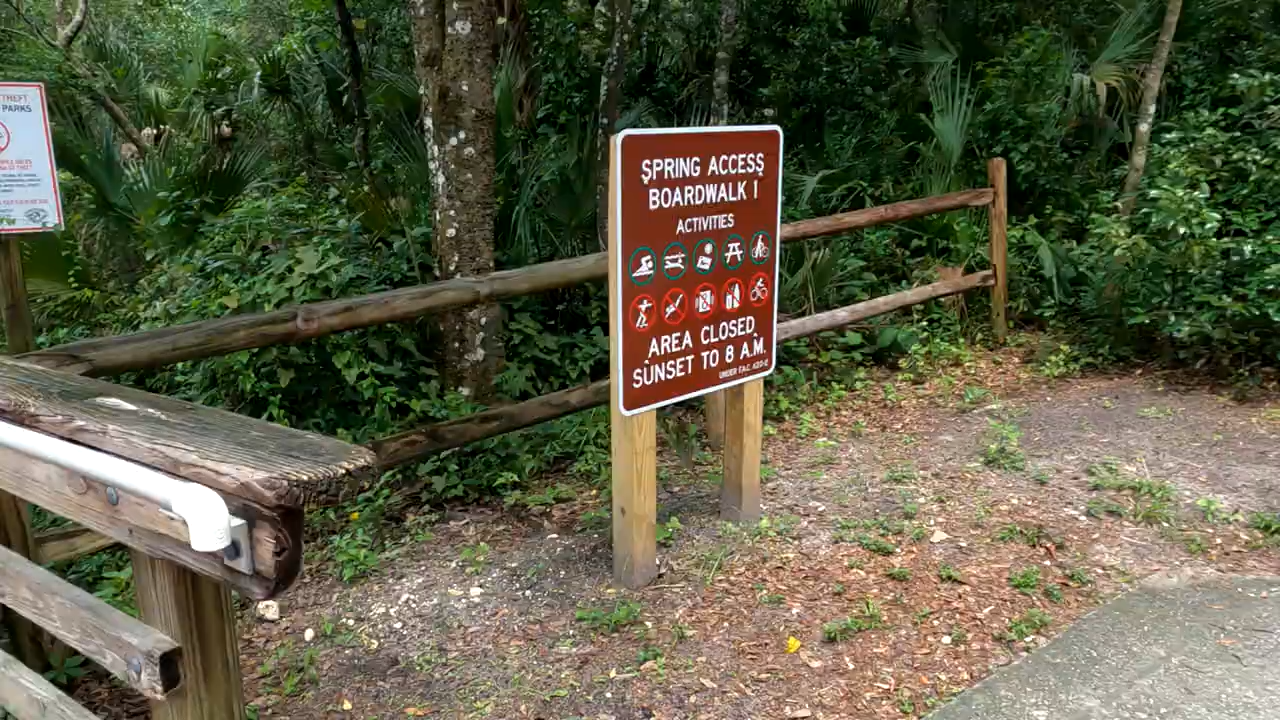 THEFT
PARKS
SPRING ACCESS
BOARDWALK I
ACTIVITIES
AREA CLOSED
SUNSET TO 8 A.M.
UNDER F.A.C.